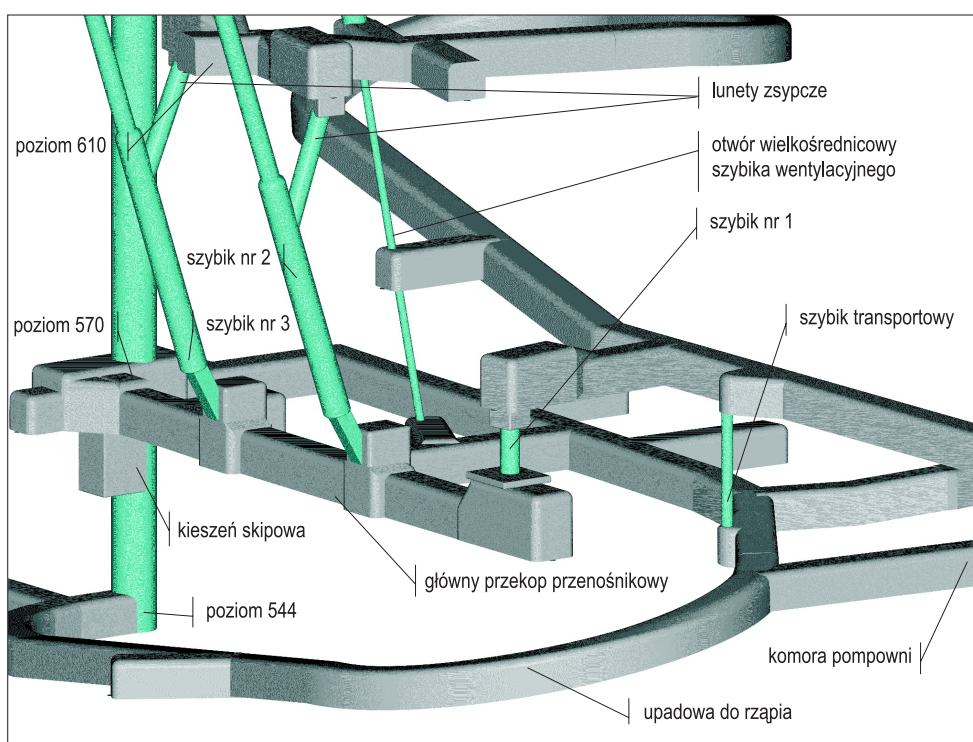 lunety zsypcze
poziom 610
otwór wielkośrednicowy
szybika wentylacyjnego
szybik nr 1
szybik nr 2
poziom 570
szybik nr 3
szybik transportowy
kieszeń skipowa
główny przekop przenośnikowy
poziom 544
komora pompowni
upadowa do rząpia